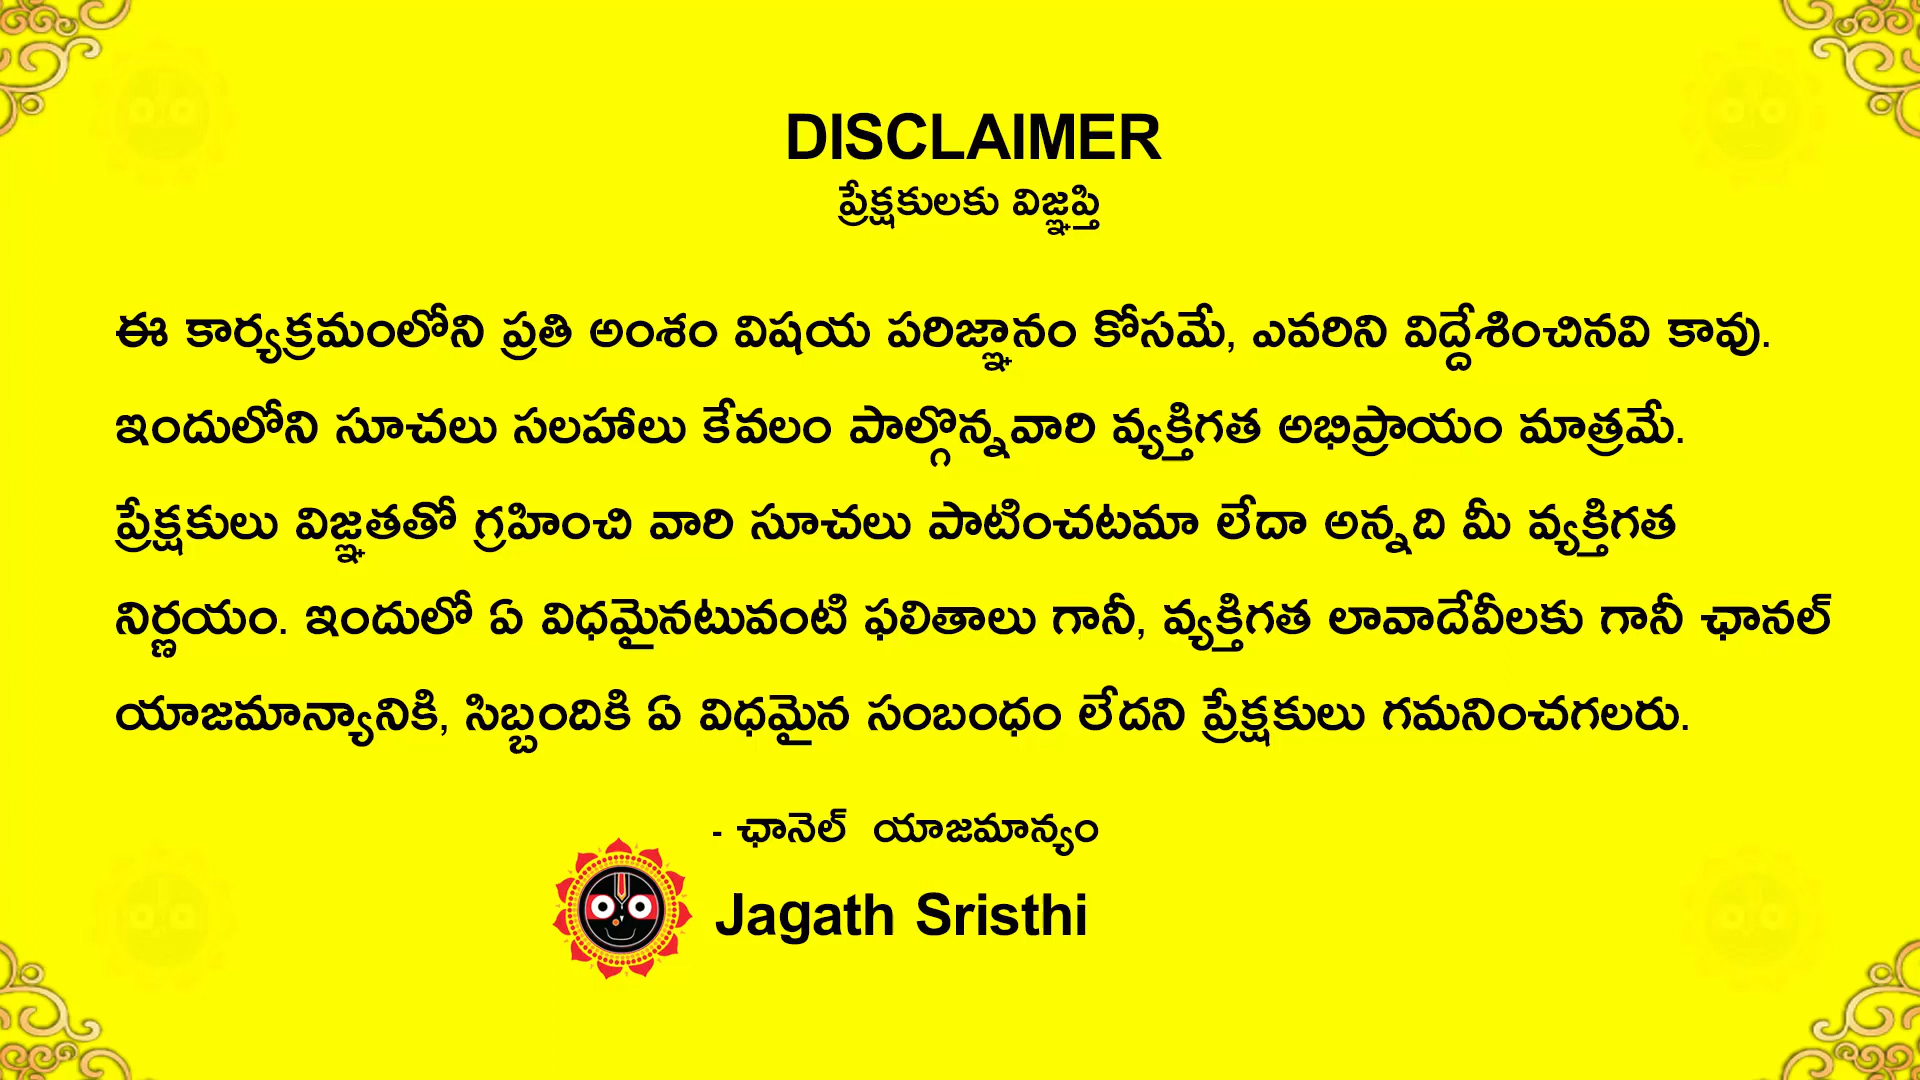 DISCLAIMER
ప్రేక్షకులకు విజ్ఞప్తి
ఈ కార్యక్రమంలోని ప్రతి అంశం విషయ పరిజ్ఞానం కోసమే, ఎవరిని విద్దేశించినవి కావు.
ఇందులోని సూచలు సలహాలు కేవలం పాల్గొన్నవారి వ్యక్తిగత అభిప్రాయం మాత్రమే.
ప్రేక్షకులు విజ్ఞతతో గ్రహించి వారి సూచలు పాటించటమా లేదా అన్నది మీ వ్యక్తిగత
నిర్ణయం. ఇందులో ఏ విధమైనటువంటి ఫలితాలు గానీ, వ్యక్తిగత లావాదేవీలకు గానీ ఛానల్
యాజమాన్యానికి, సిబ్బందికి ఏ విధమైన సంబంధం లేదని ప్రేక్షకులు గమనించగలరు.
- ఛానెల్ యాజమాన్యం
Jagath Sristhi